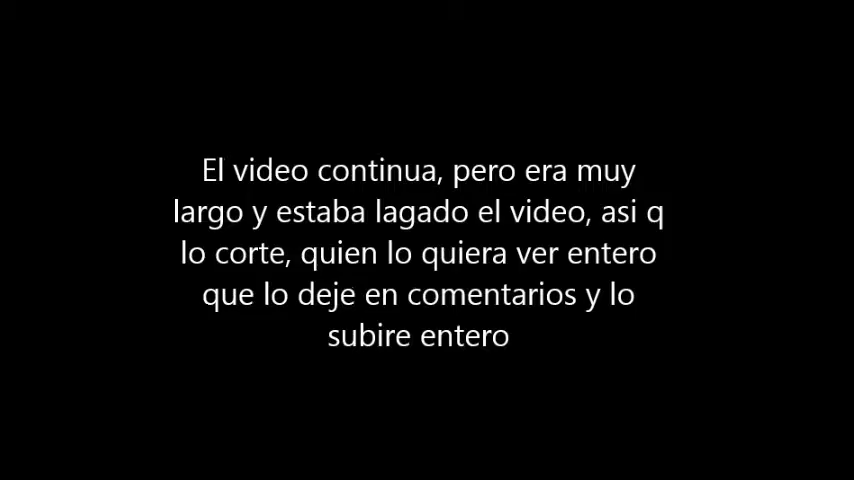 El video continua, pero era muy
largo y estaba lagado el video, asi q
lo corte, quien lo quiera ver entero
que lo deje en comentarios y lo
subire entero